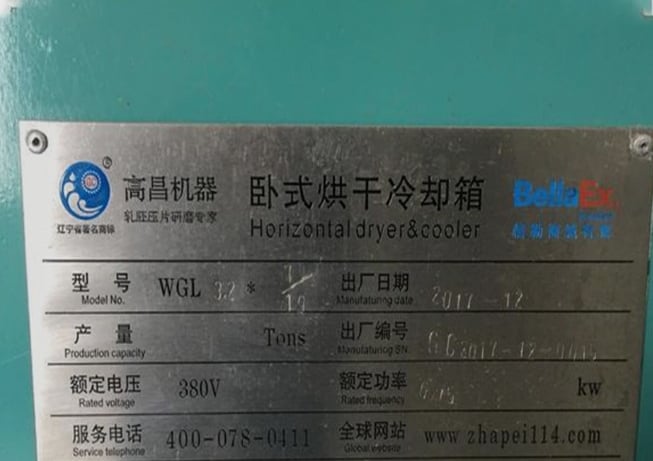 高昌机器
乳胚压片研磨专家
辽宁省著名商标
®
卧式烘干冷却箱
Horizontal dryer&cooler
BellaEx.
型号 WGL 32 *
Model No.
出厂日期 2017-12
Manufaturing date
产量 Tons
Production capacity
出厂编号
Manufaturing SN.
额定电压 380V
Rated voltage
额定功率 kw
Rated frequency
服务电话 400-078-0411
Service telephone
全球网站 www zhapei114.com
Global website